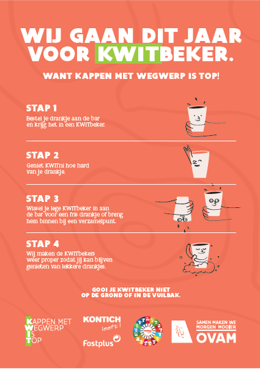 WIJ GAAN DIT JAAR
VOOR KWITBEKER.
WANT KAPPEN MET WEGWERP IS TOP!
STAP 1
Bestel je drankje aan de bar
en krijg het in een KWITbeker.
STAP 2
Geniet KWITns hoe hard
van je drankje.
STAP 3
Wissel je lege KWITbeker in aan
de bar voor een fris drankje of breng
hem binnen bij een verzamelpunt.
STAP 4
Wij maken de KWITbekers
weer proper zodat jij kan blijven
genieten van lekkere drankjes.
GOOI JE KWITBEKER NIET
OP DE GROND OF IN DE VUILBAK.
KAPPEN MET
WEGWERP
IS
TOP
KONTICH
leeft!
Fostplus
SAMEN MAKEN WE
MORGEN MOOIER
OVAM